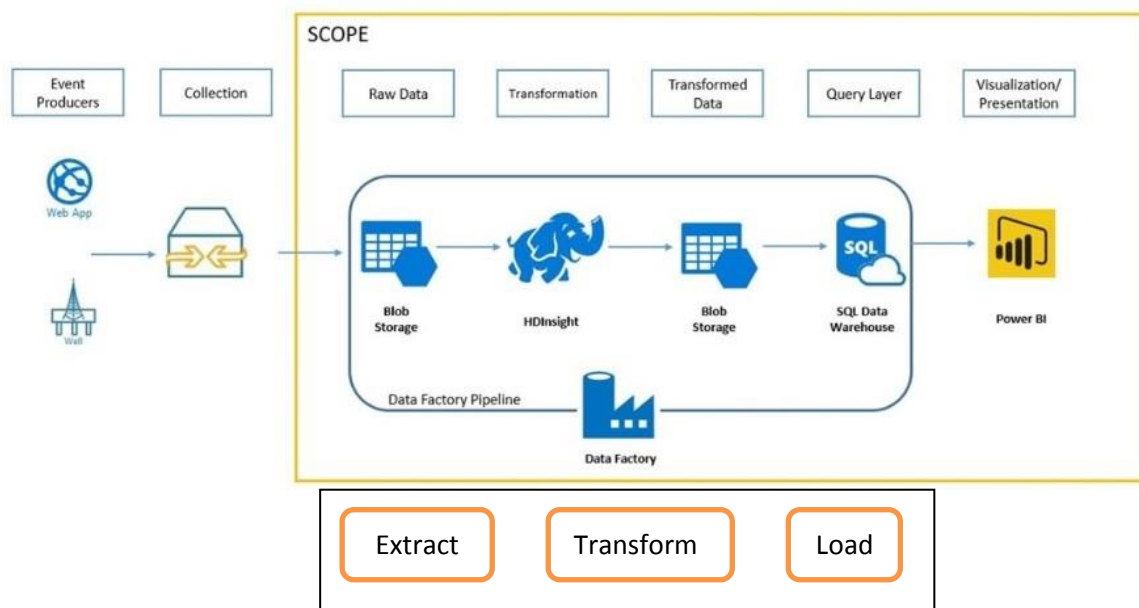 SCOPE
Event
Producers
Collection
Raw Data
Transformation
Transformed
Data
Query Layer
Visualization/
Presentation
Web App
Well
SQL
Blob
Storage
HDInsight
Blob
Storage
SQL Data
Warehouse
Power BI
Data Factory Pipeline
Data Factory
Extract
Transform
Load